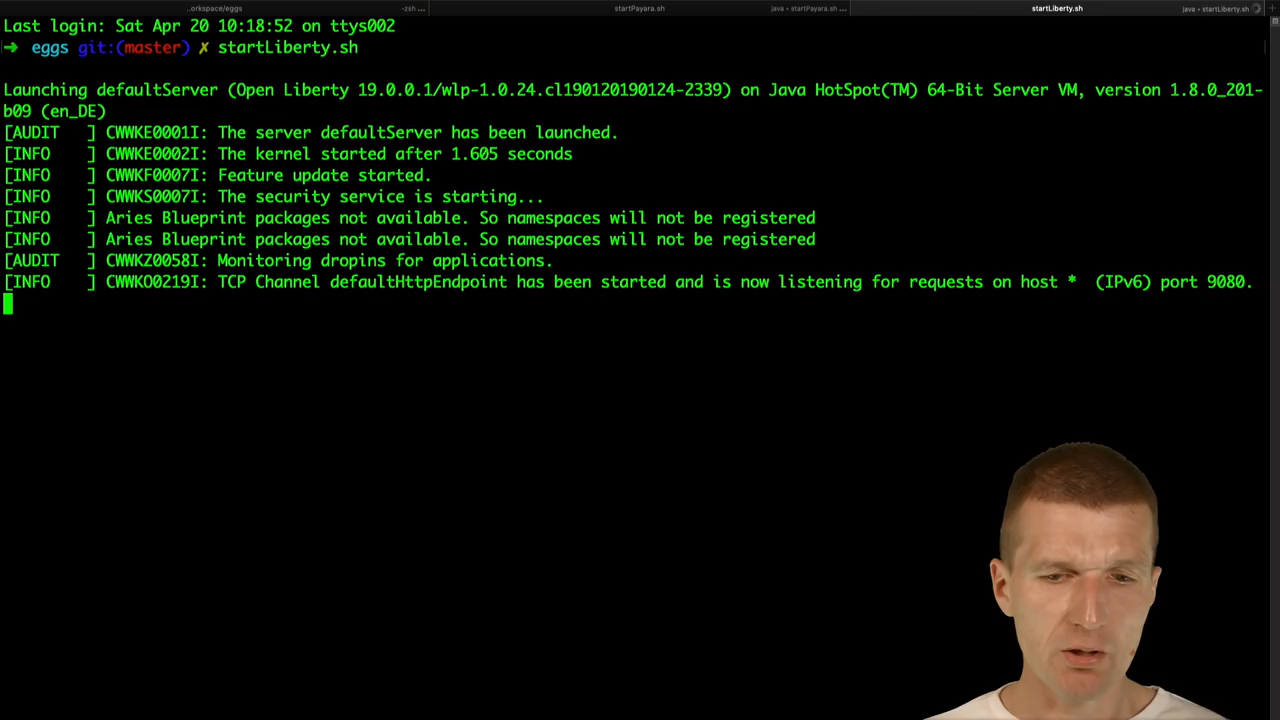 ..orkspace/eggs -zsh ... startPayara.sh java • startPayara.sh ... startLiberty.sh java • startLiberty.sh
Last login: Sat Apr 20 10:18:52 on ttys002
➜ eggs git:(master) ✗ startLiberty.sh
Launching defaultServer (Open Liberty 19.0.0.1/wlp-1.0.24.cl190120190124-2339) on Java HotSpot(TM) 64-Bit Server VM, version 1.8.0_201-
b09 (en_DE)
[AUDIT   ] CWWKE0001I: The server defaultServer has been launched.
[INFO    ] CWWKE0002I: The kernel started after 1.605 seconds
[INFO    ] CWWKF0007I: Feature update started.
[INFO    ] CWWKS0007I: The security service is starting...
[INFO    ] Aries Blueprint packages not available. So namespaces will not be registered
[INFO    ] Aries Blueprint packages not available. So namespaces will not be registered
[AUDIT   ] CWWKZ0058I: Monitoring dropins for applications.
[INFO    ] CWWKO0219I: TCP Channel defaultHttpEndpoint has been started and is now listening for requests on host *  (IPv6) port 9080.